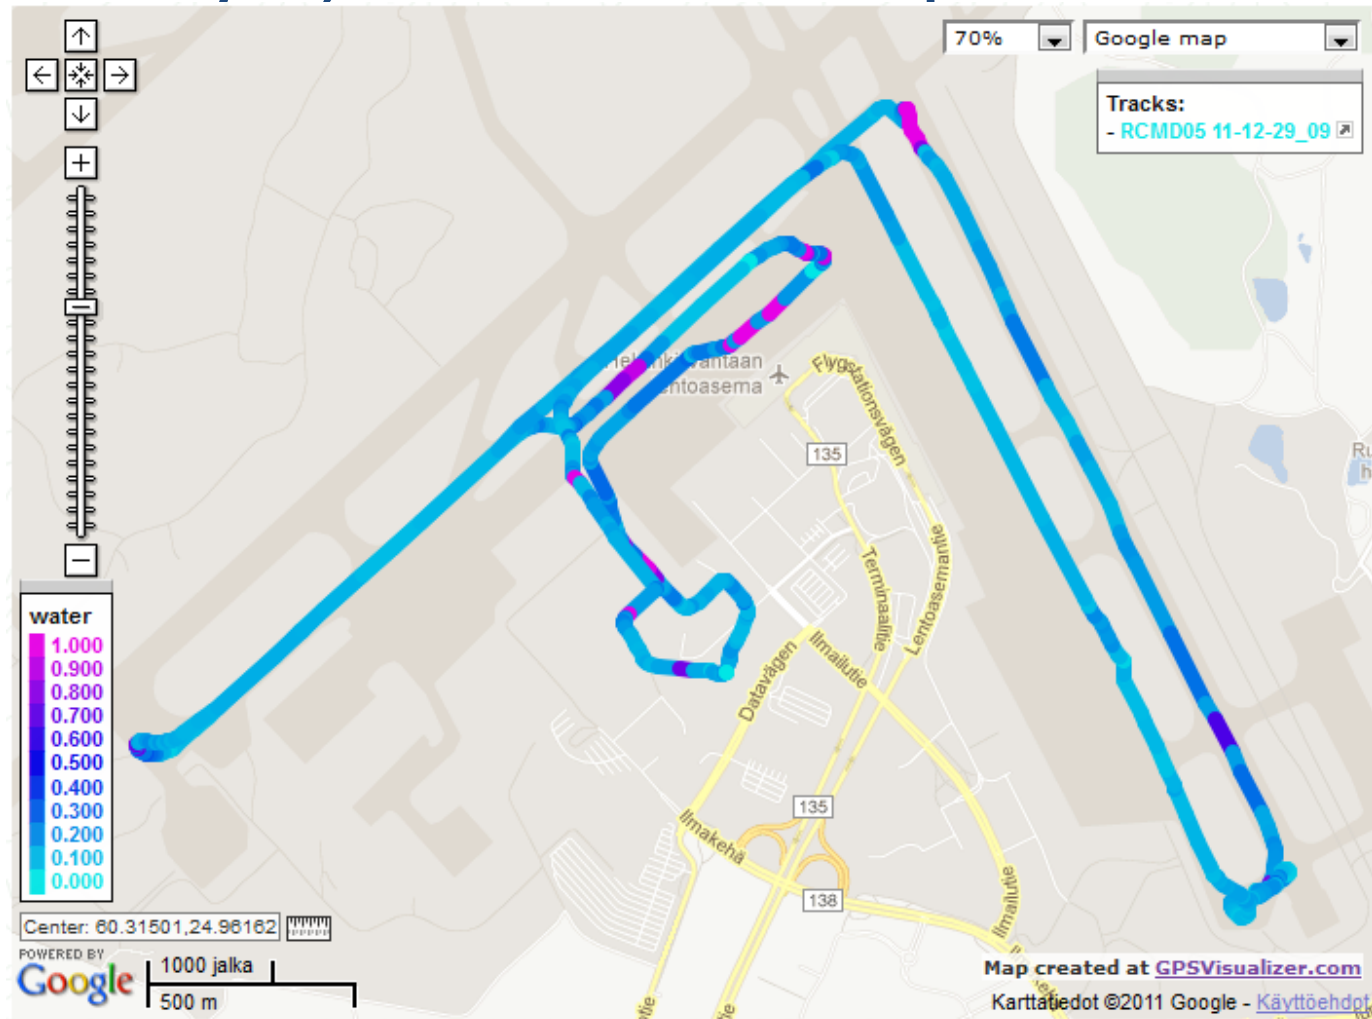 70%
Google map
Tracks:
- RCMD05 11-12-29_09
Flygstationsvägen
lentoasema
135
Terminaalitie
Lentoasemantie
Ilmailutie
Datavägen
water
1.000
0.900
0.800
0.700
0.600
0.500
0.400
0.300
0.200
0.100
0.000
135
Ilmakehä
138
Ilmailutie
Center: 60.31501,24.96162
POWERED BY
Google
1000 jalka
500 m
Map created at GPSVisualizer.com
Karttatiedot ©2011 Google - Käyttöehdot